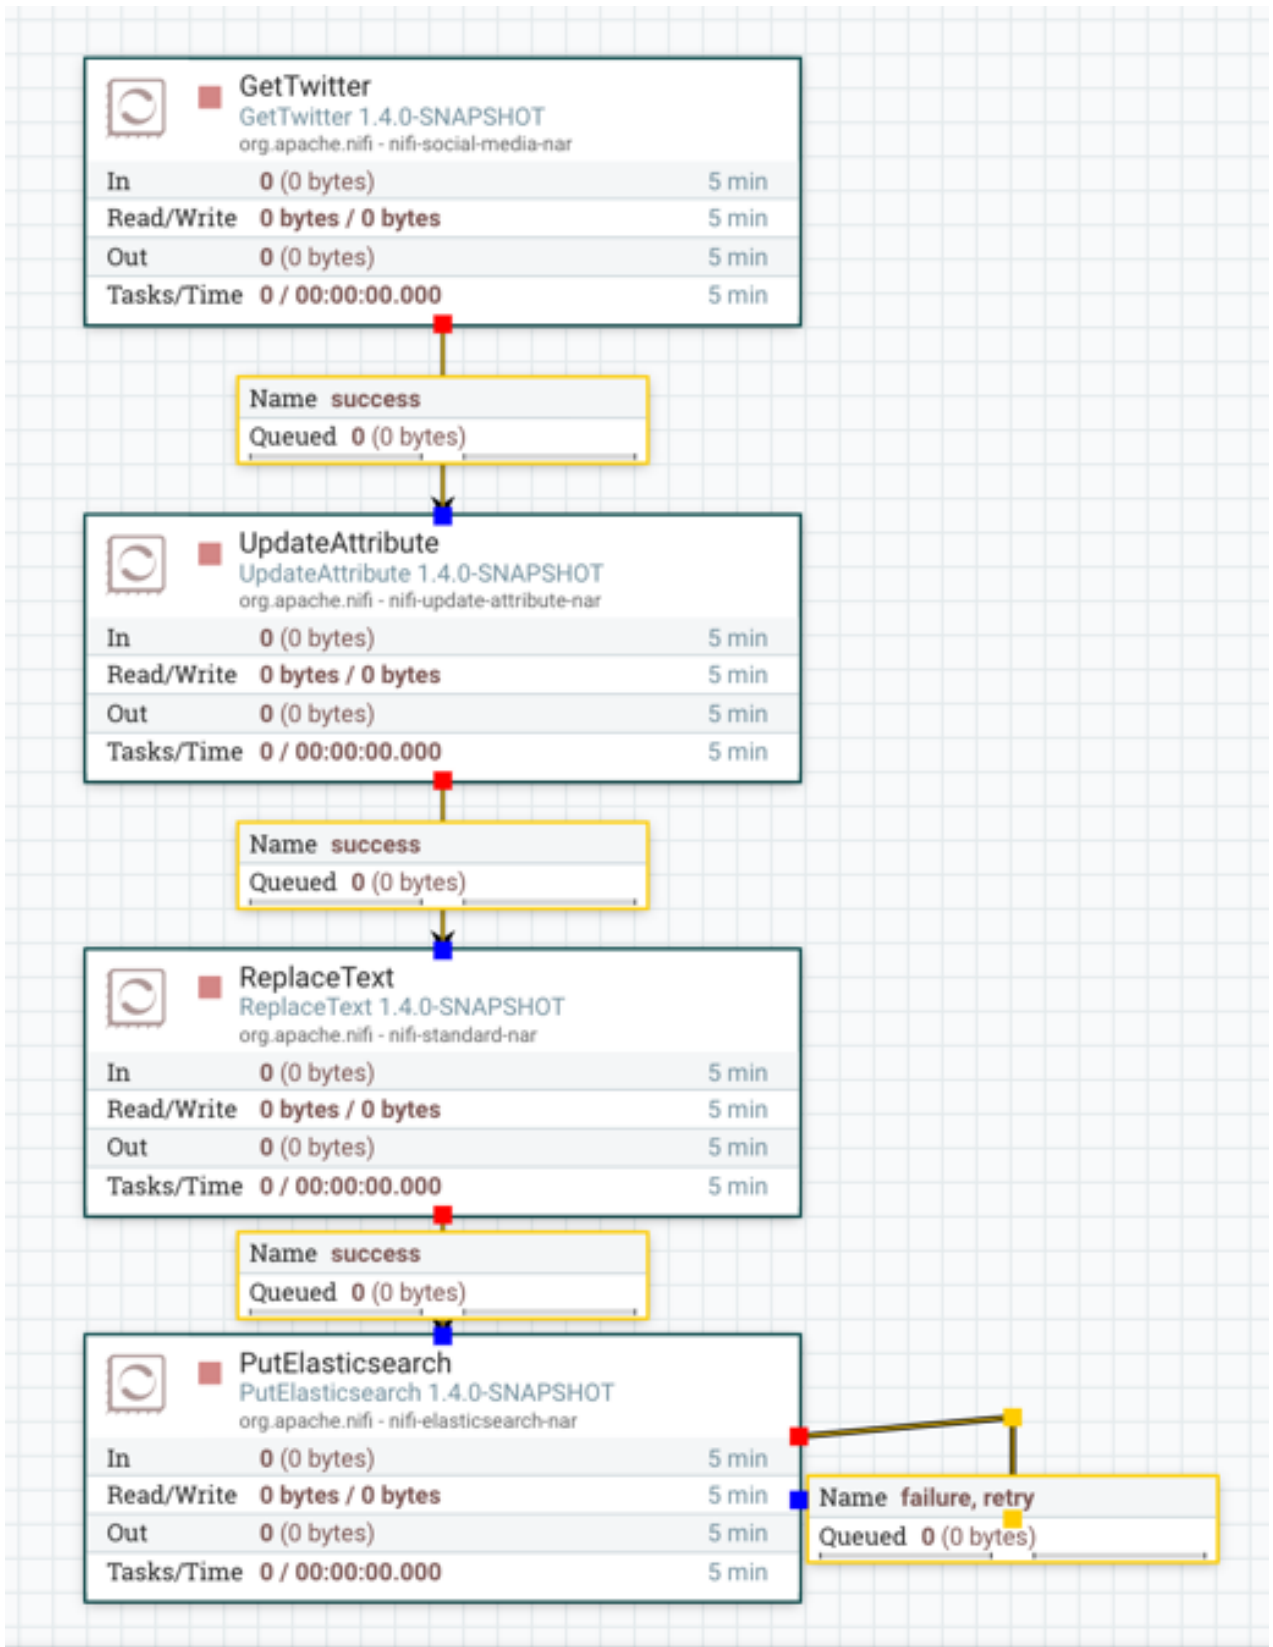 GetTwitter
GetTwitter 1.4.0-SNAPSHOT
org.apache.nifi - nifi-social-media-nar
In 0 (0 bytes) 5 min
Read/Write 0 bytes / 0 bytes 5 min
Out 0 (0 bytes) 5 min
Tasks/Time 0 / 00:00:00.000 5 min
Name success
Queued 0 (0 bytes)
UpdateAttribute
UpdateAttribute 1.4.0-SNAPSHOT
org.apache.nifi - nifi-update-attribute-nar
In 0 (0 bytes) 5 min
Read/Write 0 bytes / 0 bytes 5 min
Out 0 (0 bytes) 5 min
Tasks/Time 0 / 00:00:00.000 5 min
Name success
Queued 0 (0 bytes)
ReplaceText
ReplaceText 1.4.0-SNAPSHOT
org.apache.nifi - nifi-standard-nar
In 0 (0 bytes) 5 min
Read/Write 0 bytes / 0 bytes 5 min
Out 0 (0 bytes) 5 min
Tasks/Time 0 / 00:00:00.000 5 min
Name success
Queued 0 (0 bytes)
PutElasticsearch
PutElasticsearch 1.4.0-SNAPSHOT
org.apache.nifi - nifi-elasticsearch-nar
In 0 (0 bytes) 5 min
Read/Write 0 bytes / 0 bytes 5 min
Out 0 (0 bytes) 5 min
Tasks/Time 0 / 00:00:00.000 5 min
Name failure, retry
Queued 0 (0 bytes)